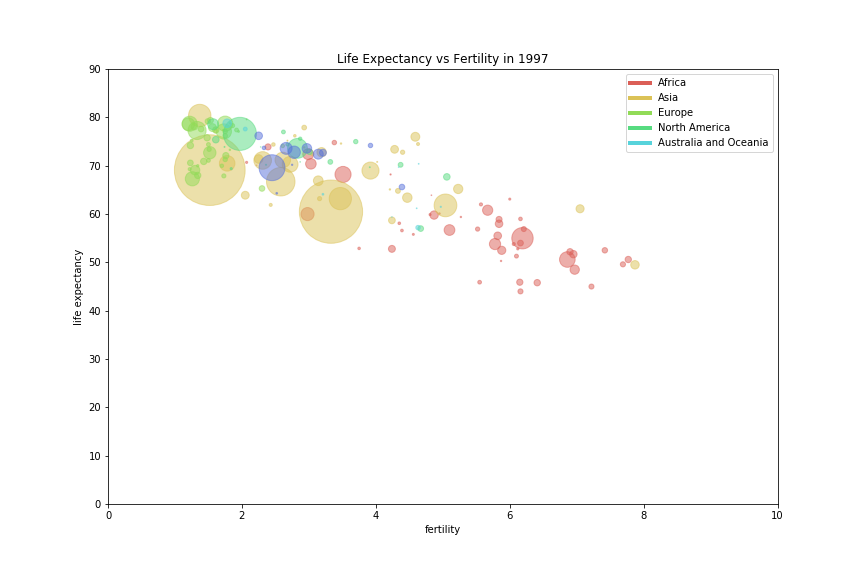 Life Expectancy vs Fertility in 1997
90
80
70
60
50
40
30
20
10
0
life expectancy
0 2 4 6 8 10
fertility
Africa
Asia
Europe
North America
Australia and Oceania